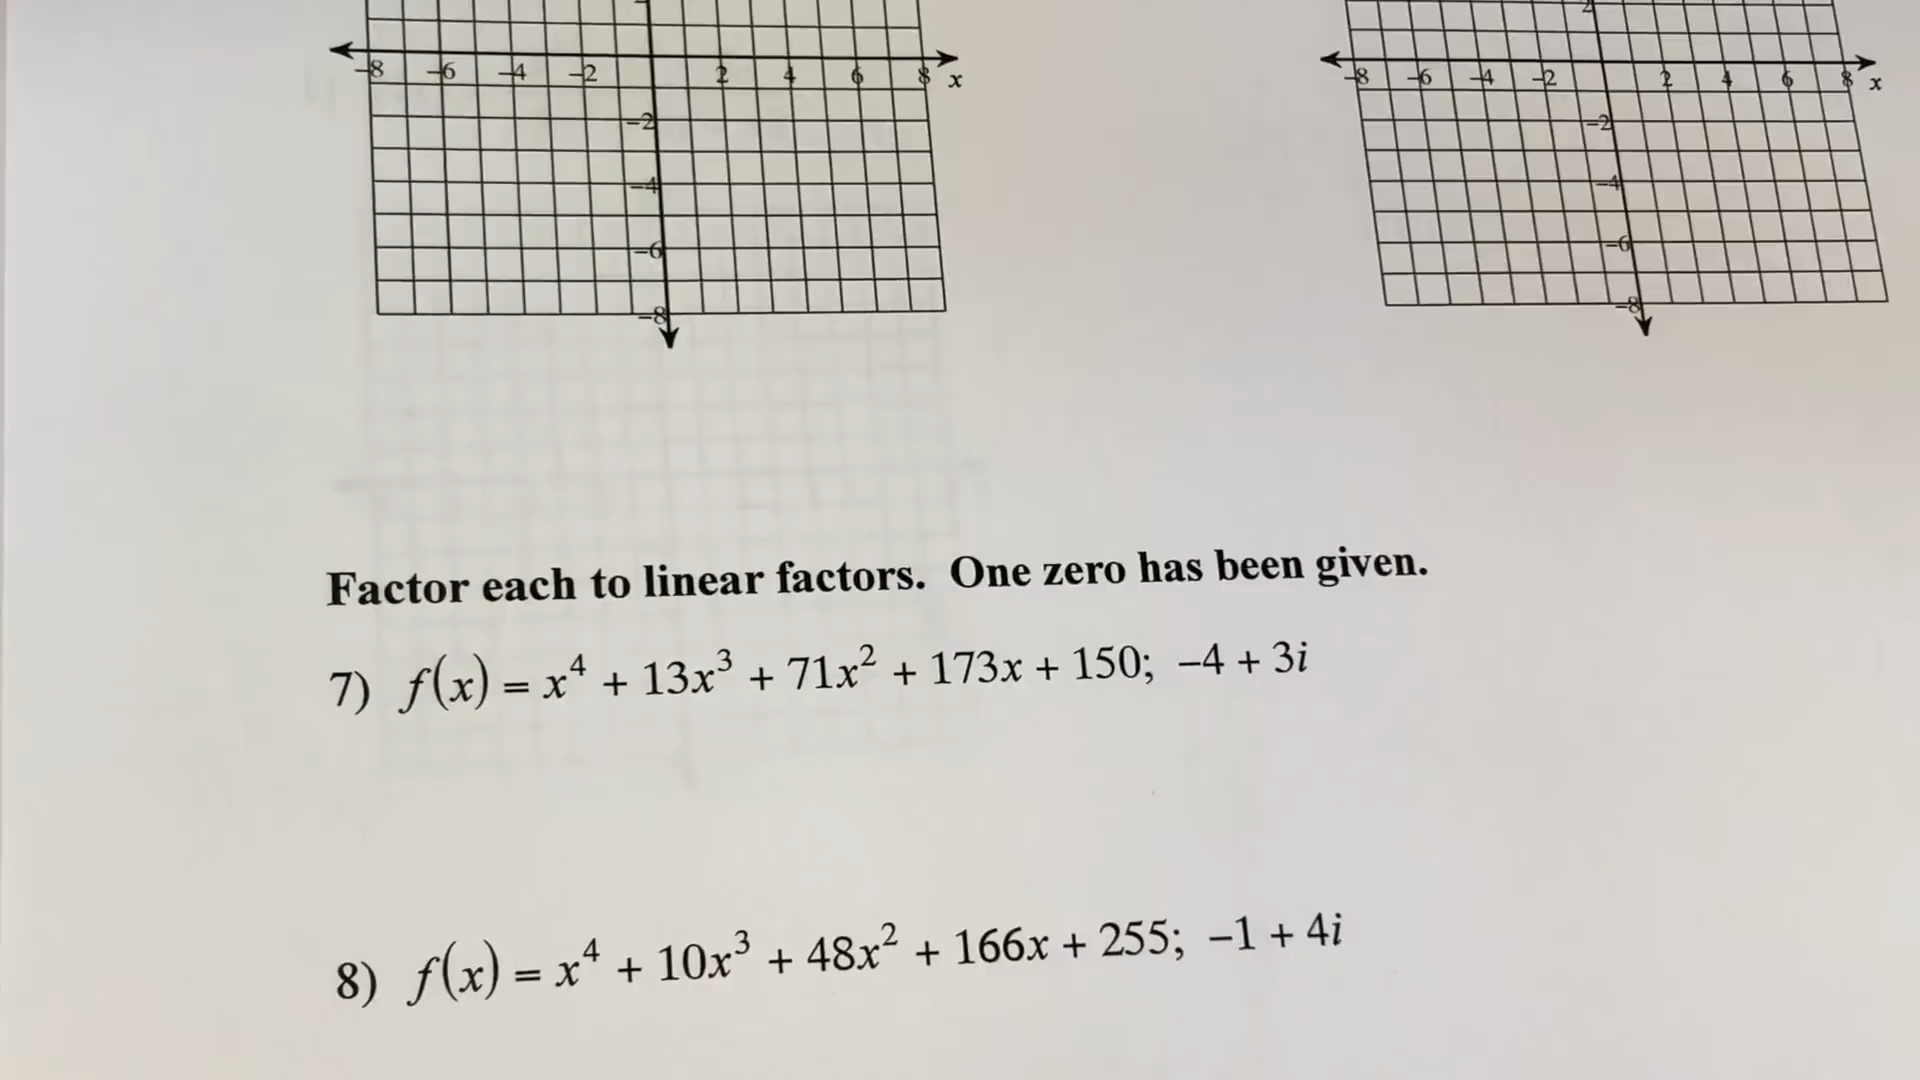 –8 –6 –4 –2 2 4 6 8 x
–2
–4
–6
–8
2
–8 –6 –4 –2 2 4 6 8 x
–2
–4
–6
–8
Factor each to linear factors. One zero has been given.
7) f(x) = x⁴ + 13x³ + 71x² + 173x + 150; –4 + 3i
8) f(x) = x⁴ + 10x³ + 48x² + 166x + 255; –1 + 4i